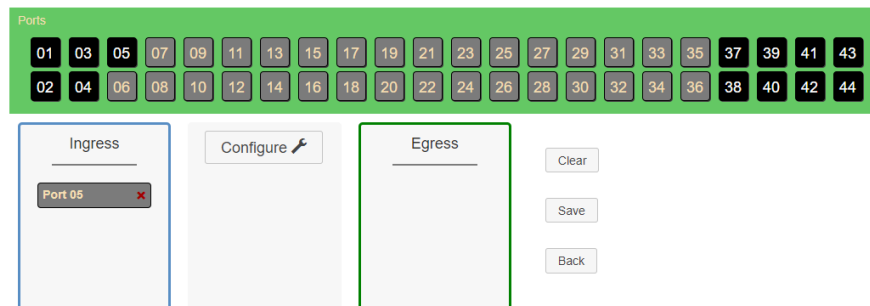 Ports
01 03 05 07 09 11 13 15 17 19 21 23 25 27 29 31 33 35 37 39 41 43
02 04 06 08 10 12 14 16 18 20 22 24 26 28 30 32 34 36 38 40 42 44
Ingress
Port 05
Configure
Egress
Clear
Save
Back